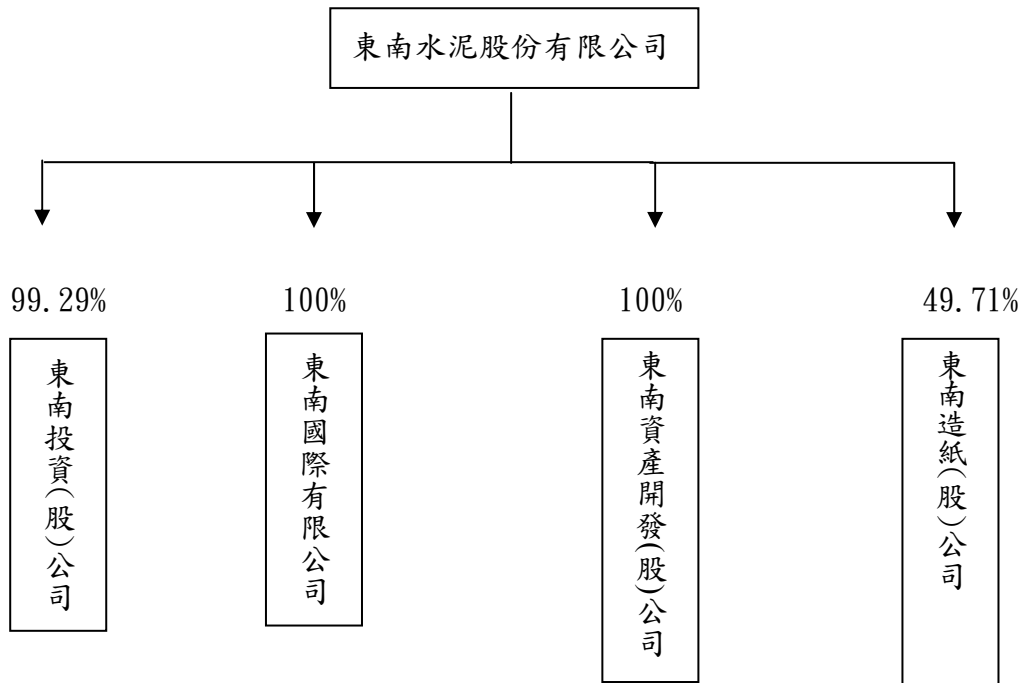 東南水泥股份有限公司
99.29%
100%
100%
49.71%
東南投資(股)公司
東南國際有限公司
東南資產開發(股)公司
東南造紙(股)公司